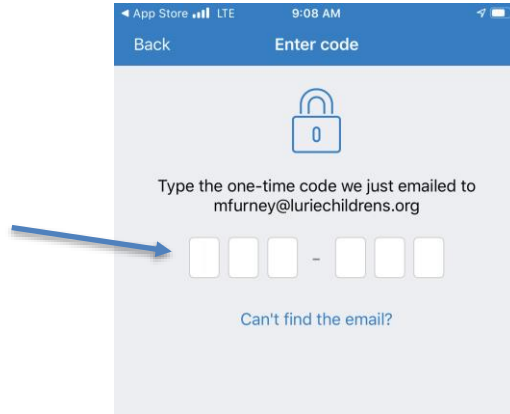 ◀ App Store LTE 9:08 AM
Back Enter code
0
Type the one-time code we just emailed to
mfurney@luriechildrens.org
-
Can't find the email?